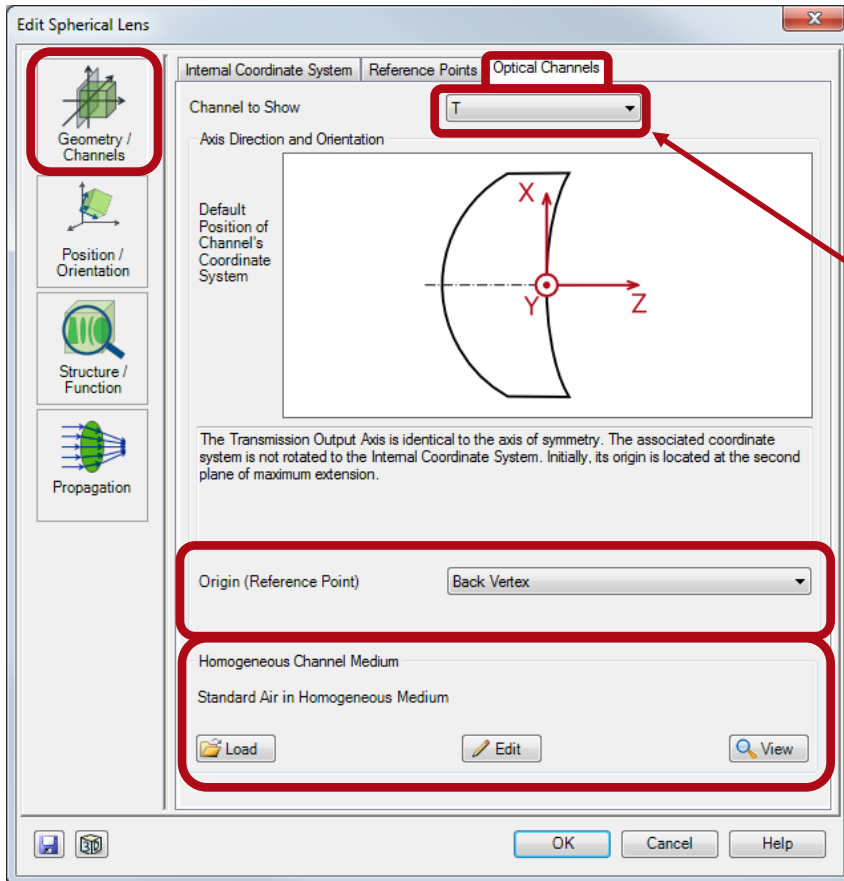 Edit Spherical Lens
Geometry /
Channels
Position /
Orientation
Structure /
Function
Propagation
Internal Coordinate System
Reference Points
Optical Channels
Channel to Show
T
Axis Direction and Orientation
Default
Position of
Channel's
Coordinate
System
X
Y
Z
The Transmission Output Axis is identical to the axis of symmetry. The associated coordinate
system is not rotated to the Internal Coordinate System. Initially, its origin is located at the second
plane of maximum extension.
Origin (Reference Point)
Back Vertex
Homogeneous Channel Medium
Standard Air in Homogeneous Medium
Load
Edit
View
3D
OK
Cancel
Help